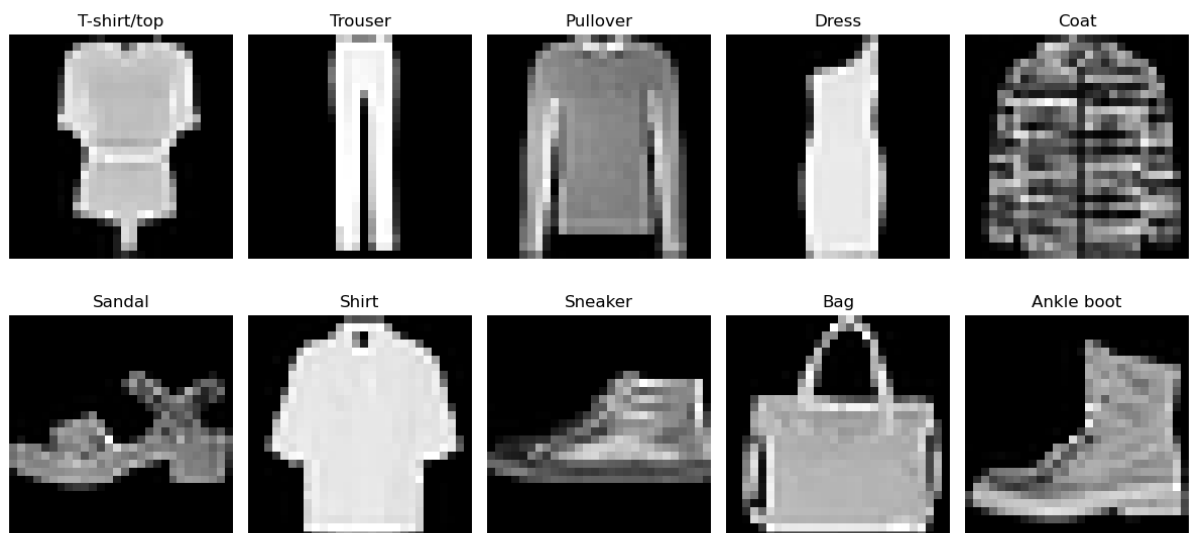 T-shirt/top
Trouser
Pullover
Dress
Coat
Sandal
Shirt
Sneaker
Bag
Ankle boot